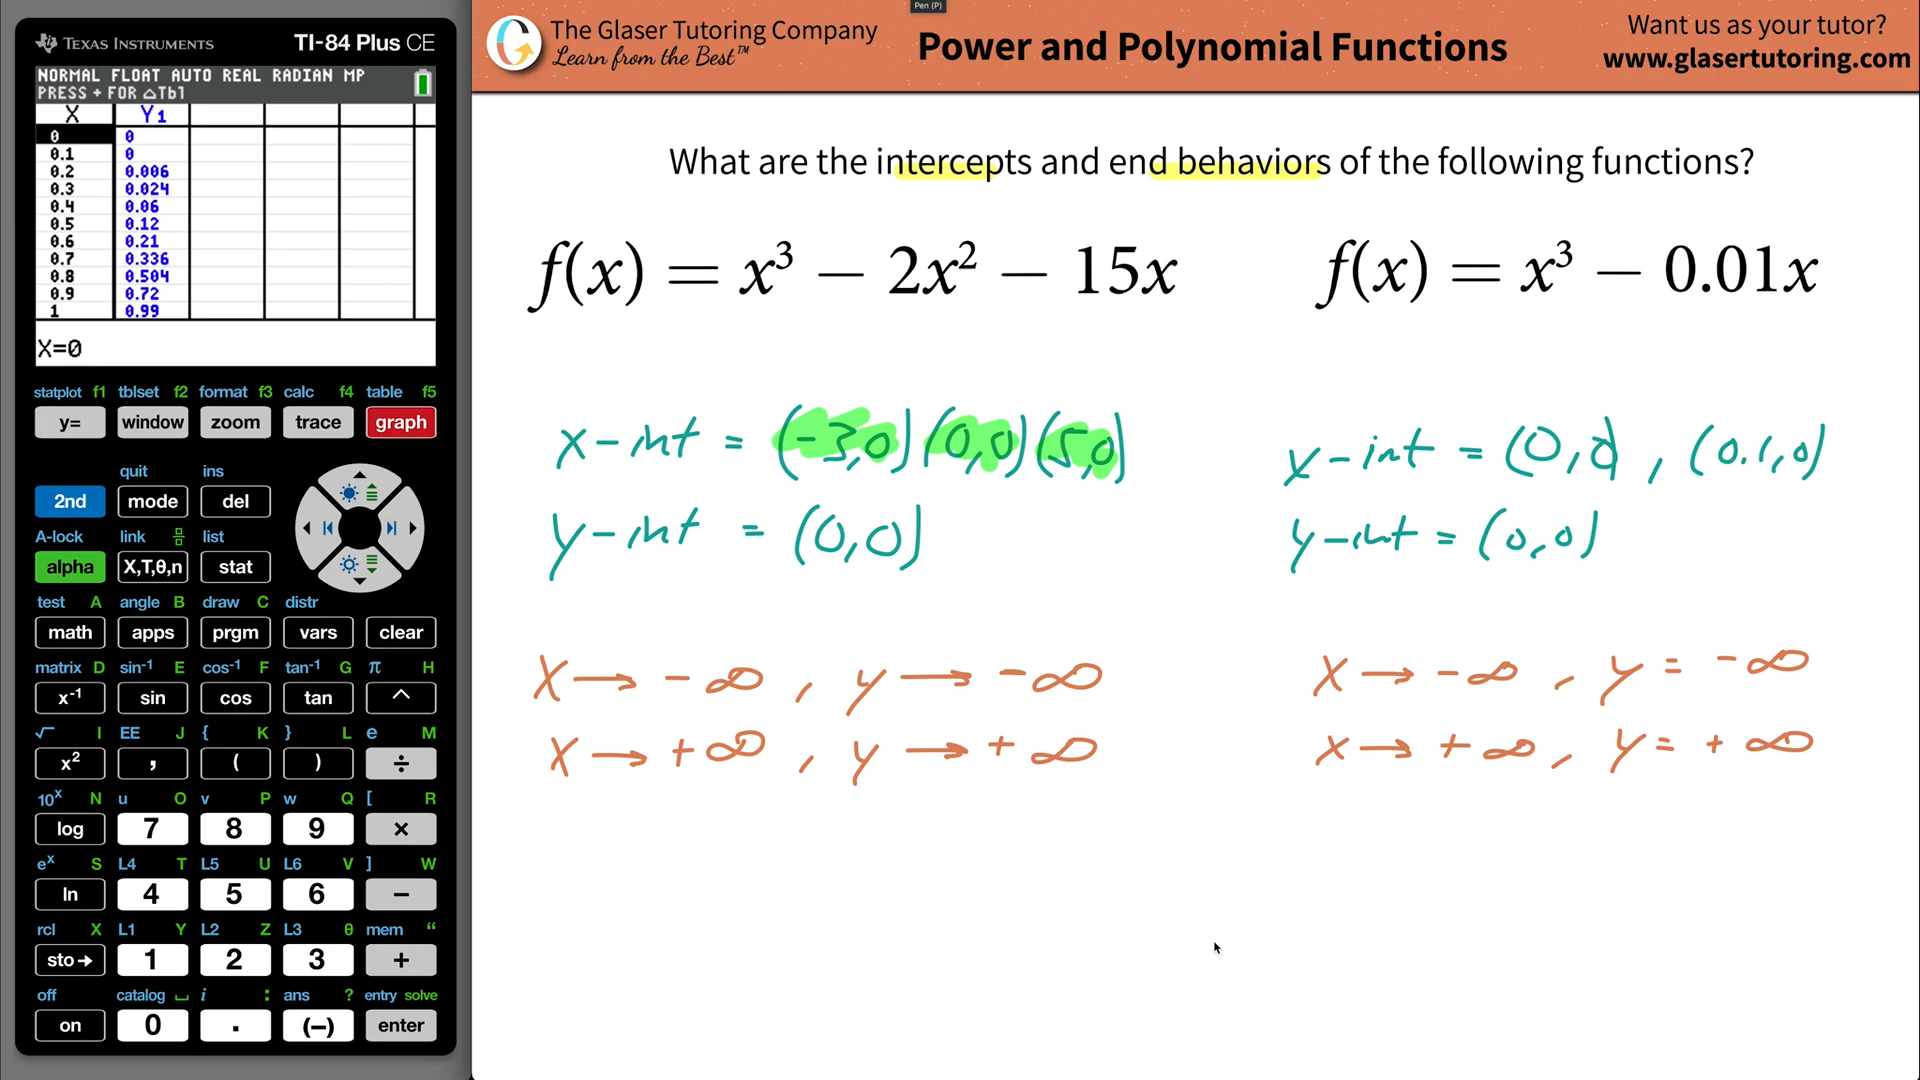 TEXAS INSTRUMENTS TI-84 Plus CE
NORMAL FLOAT AUTO REAL RADIAN MP
PRESS + FOR △Tbl
X Y1
0 0
0.1 0
0.2 0.006
0.3 0.024
0.4 0.06
0.5 0.12
0.6 0.21
0.7 0.336
0.8 0.504
0.9 0.72
1 0.99
X=0
statplot f1 tblset f2 format f3 calc f4 table f5
y= window zoom trace graph
quit ins
2nd mode del
A-lock link list
alpha X,T,θ,n stat
test A angle B draw C distr
math apps prgm vars clear
matrix D sin⁻¹ E cos⁻¹ F tan⁻¹ G π H
x⁻¹ sin cos tan ^
√ I EE J { K } L e M
x² , ( ) ÷
10ˣ N u O v P w Q [ R
log 7 8 9 ×
eˣ S L4 T L5 U L6 V ] W
ln 4 5 6 −
rcl X L1 Y L2 Z L3 θ mem “
sto→ 1 2 3 +
off catalog ⎵ i : ans ? entry solve
on 0 . (−) enter
Pen (P)
The Glaser Tutoring Company
Learn from the Best™
Power and Polynomial Functions
Want us as your tutor?
www.glasertutoring.com
What are the intercepts and end behaviors of the following functions?
f(x) = x³ − 2x² − 15x
x-int = (-3,0) (0,0) (5,0)
y-int = (0,0)
x → -∞, y → -∞
x → +∞, y → +∞
f(x) = x³ − 0.01x
x-int = (0,0), (0.1,0)
y-int = (0,0)
x → -∞, y = -∞
x → +∞, y = +∞